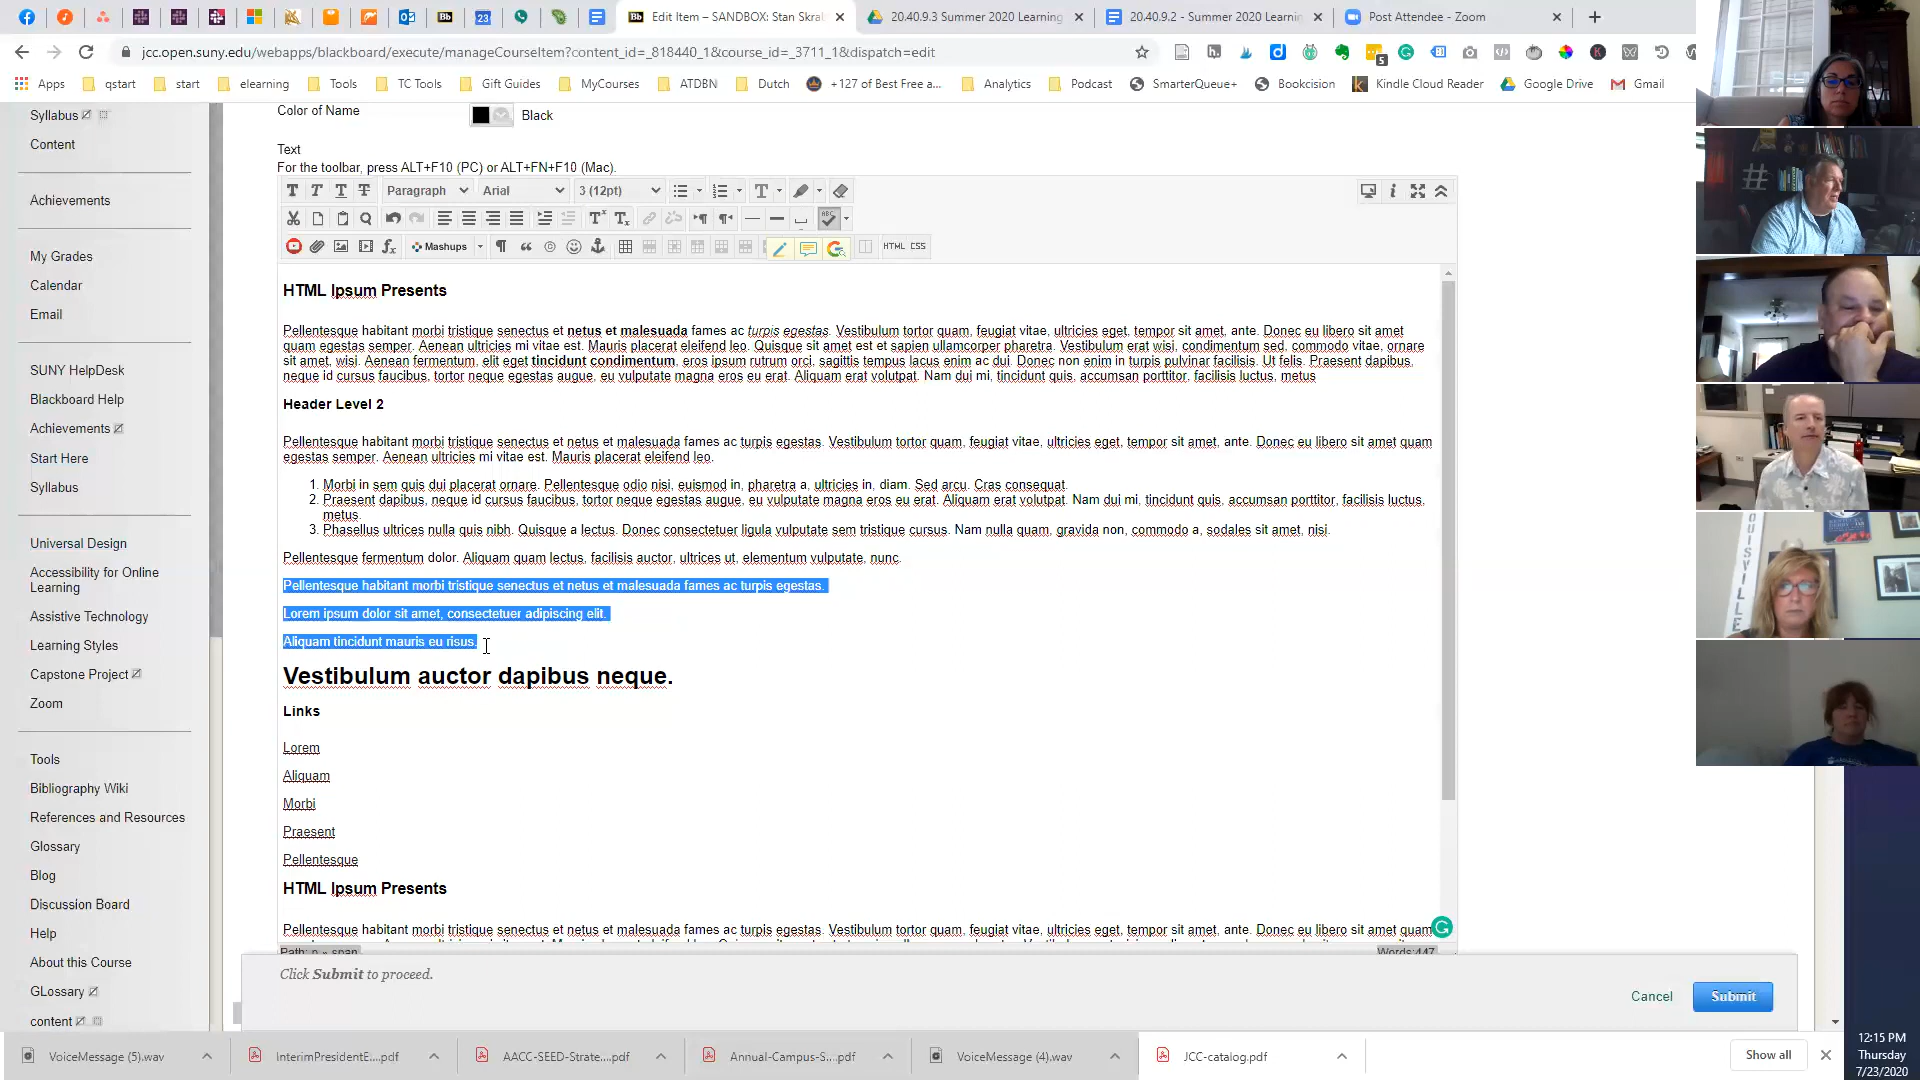 Edit Item – SANDBOX: Stan Skral
20.40.9.3 Summer 2020 Learning
20.40.9.2 - Summer 2020 Learnin
Post Attendee - Zoom
jcc.open.suny.edu/webapps/blackboard/execute/manageCourseItem?content_id=_818440_1&course_id=_3711_1&dispatch=edit
Apps qstart start elearning Tools TC Tools Gift Guides MyCourses ATDBN Dutch +127 of Best Free a... Analytics Podcast SmarterQueue+ Bookcision Kindle Cloud Reader Google Drive Gmail
Syllabus
Content
Achievements
My Grades
Calendar
Email
SUNY HelpDesk
Blackboard Help
Achievements
Start Here
Syllabus
Universal Design
Accessibility for Online
Learning
Assistive Technology
Learning Styles
Capstone Project
Zoom
Tools
Bibliography Wiki
References and Resources
Glossary
Blog
Discussion Board
Help
About this Course
GLossary
content
Color of Name
Black
Text
For the toolbar, press ALT+F10 (PC) or ALT+FN+F10 (Mac).
Paragraph Arial 3 (12pt)
Mashups HTML CSS
HTML Ipsum Presents
Pellentesque habitant morbi tristique senectus et netus et malesuada fames ac turpis egestas. Vestibulum tortor quam, feugiat vitae, ultricies eget, tempor sit amet, ante. Donec eu libero sit amet
quam egestas semper. Aenean ultricies mi vitae est. Mauris placerat eleifend leo. Quisque sit amet est et sapien ullamcorper pharetra. Vestibulum erat wisi, condimentum sed, commodo vitae, ornare
sit amet, wisi. Aenean fermentum, elit eget tincidunt condimentum, eros ipsum rutrum orci, sagittis tempus lacus enim ac dui. Donec non enim in turpis pulvinar facilisis. Ut felis. Praesent dapibus,
neque id cursus faucibus, tortor neque egestas augue, eu vulputate magna eros eu erat. Aliquam erat volutpat. Nam dui mi, tincidunt quis, accumsan porttitor, facilisis luctus, metus
Header Level 2
Pellentesque habitant morbi tristique senectus et netus et malesuada fames ac turpis egestas. Vestibulum tortor quam, feugiat vitae, ultricies eget, tempor sit amet, ante. Donec eu libero sit amet quam
egestas semper. Aenean ultricies mi vitae est. Mauris placerat eleifend leo.
1. Morbi in sem quis dui placerat ornare. Pellentesque odio nisi, euismod in, pharetra a, ultricies in, diam. Sed arcu. Cras consequat.
2. Praesent dapibus, neque id cursus faucibus, tortor neque egestas augue, eu vulputate magna eros eu erat. Aliquam erat volutpat. Nam dui mi, tincidunt quis, accumsan porttitor, facilisis luctus,
metus.
3. Phasellus ultrices nulla quis nibh. Quisque a lectus. Donec consectetuer ligula vulputate sem tristique cursus. Nam nulla quam, gravida non, commodo a, sodales sit amet, nisi.
Pellentesque fermentum dolor. Aliquam quam lectus, facilisis auctor, ultrices ut, elementum vulputate, nunc.
Pellentesque habitant morbi tristique senectus et netus et malesuada fames ac turpis egestas.
Lorem ipsum dolor sit amet, consectetuer adipiscing elit.
Aliquam tincidunt mauris eu risus.
Vestibulum auctor dapibus neque.
Links
Lorem
Aliquam
Morbi
Praesent
Pellentesque
HTML Ipsum Presents
Pellentesque habitant morbi tristique senectus et netus et malesuada fames ac turpis egestas. Vestibulum tortor quam, feugiat vitae, ultricies eget, tempor sit amet, ante. Donec eu libero sit amet quam
Path: p » span
Words:447
Click Submit to proceed.
Cancel
Submit
VoiceMessage (5).wav
InterimPresidentE....pdf
AACC-SEED-Strate....pdf
Annual-Campus-S....pdf
VoiceMessage (4).wav
JCC-catalog.pdf
Show all
12:15 PM
Thursday
7/23/2020